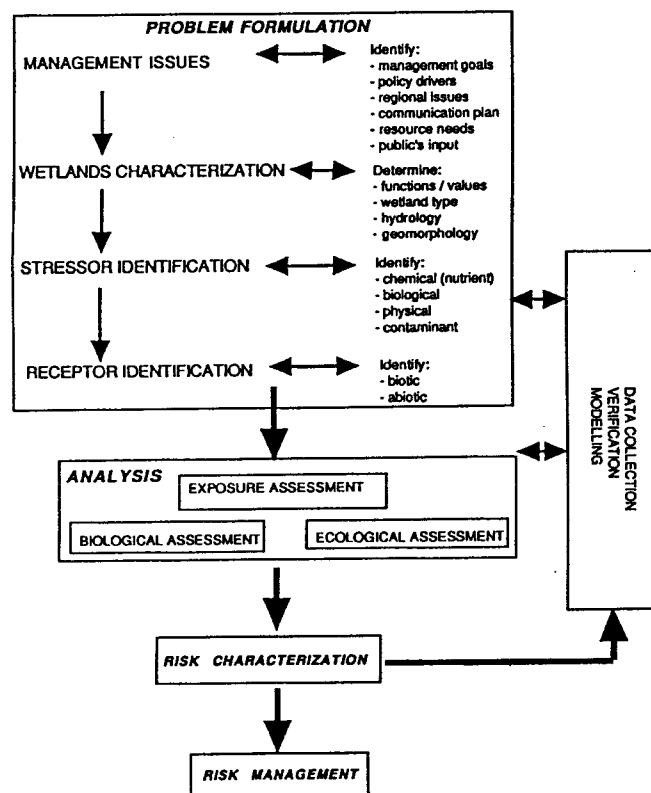 PROBLEM FORMULATION
MANAGEMENT ISSUES
Identify:
- management goals
- policy drivers
- regional issues
- communication plan
- resource needs
- public's input
WETLANDS CHARACTERIZATION
Determine:
- functions / values
- wetland type
- hydrology
- geomorphology
STRESSOR IDENTIFICATION
Identify:
- chemical (nutrient)
- biological
- physical
- contaminant
RECEPTOR IDENTIFICATION
Identify:
- biotic
- abiotic
DATA COLLECTION
VERIFICATION
MODELLING
ANALYSIS
EXPOSURE ASSESSMENT
BIOLOGICAL ASSESSMENT
ECOLOGICAL ASSESSMENT
RISK CHARACTERIZATION
RISK MANAGEMENT